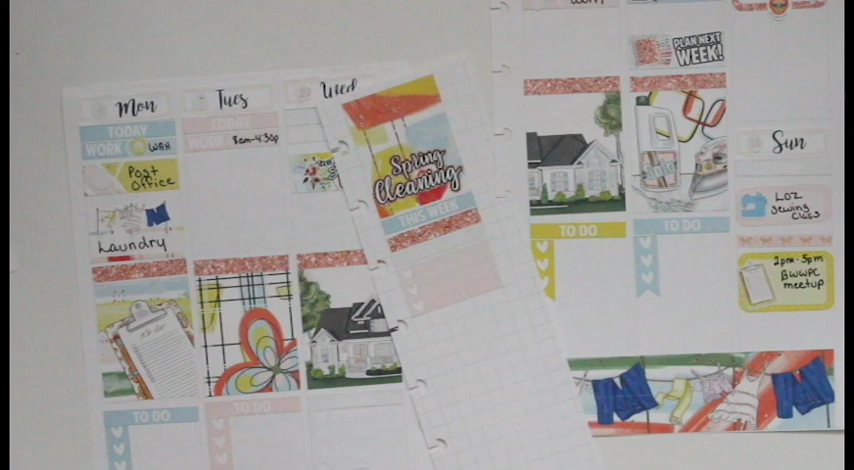 Mon
TODAY
WORK WAH
Post
Office
Laundry
TO DO
Tues
TODAY
WORK 8am-4:30p
TO DO
Wed
Spring
Cleaning
THIS WEEK
TO DO
PLAN NEXT
WEEK!
TO DO
Sun
LOZ
Sewing
Class
2pm-5pm
BWWPC
meetup